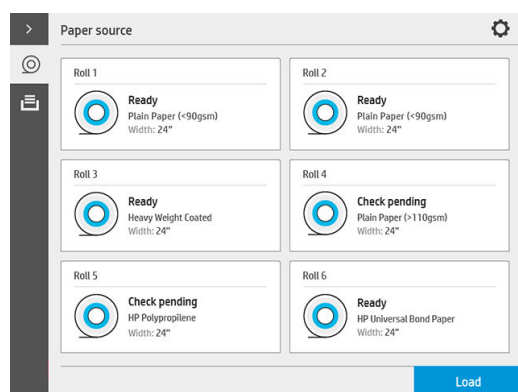 Paper source
Roll 1
Ready
Plain Paper (<90gsm)
Width: 24"
Roll 2
Ready
Plain Paper (<90gsm)
Width: 24"
Roll 3
Ready
Heavy Weight Coated
Width: 24"
Roll 4
Check pending
Plain Paper (>110gsm)
Width: 24"
Roll 5
Check pending
HP Polypropilene
Width: 24"
Roll 6
Ready
HP Universal Bond Paper
Width: 24"
Load